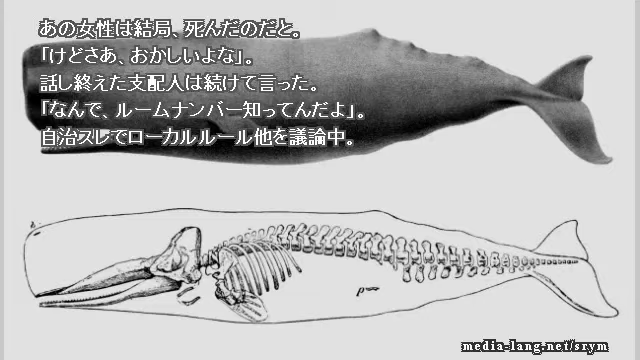 あの女性は結局、死んだのだと。
「けどさあ、おかしいよな」。
話し終えた支配人は続けて言った。
「なんで、ルームナンバー知ってんだよ」。
自治スレでローカルルール他を議論中。
media-lang.net/srym